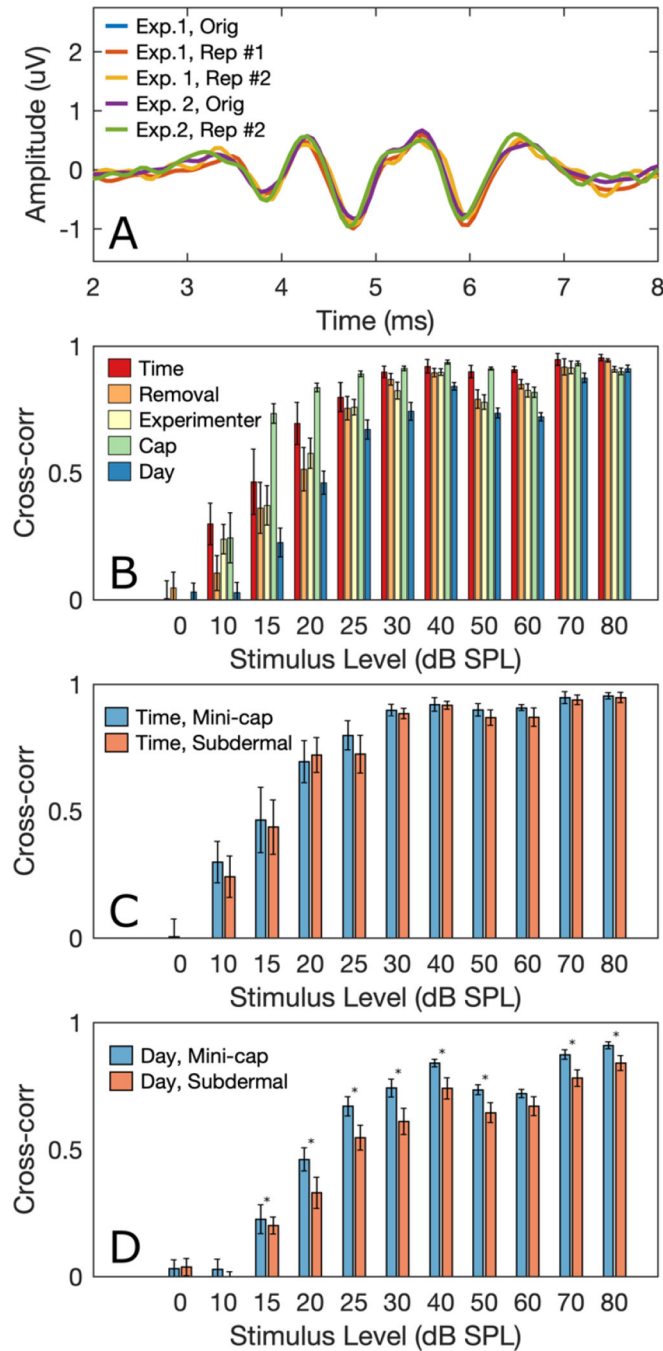 Exp.1, Orig
Exp.1, Rep #1
Exp. 1, Rep #2
Exp. 2, Orig
Exp.2, Rep #2
2
1
0
-1
Amplitude (uV)
A
2 3 4 5 6 7 8
Time (ms)
Time
Removal
Experimenter
Cap
Day
1
0.5
0
Cross-corr
B
0 10 15 20 25 30 40 50 60 70 80
Stimulus Level (dB SPL)
Time, Mini-cap
Time, Subdermal
1
0.5
0
Cross-corr
C
0 10 15 20 25 30 40 50 60 70 80
Stimulus Level (dB SPL)
Day, Mini-cap
Day, Subdermal
* * * * * * * *
1
0.5
0
Cross-corr
D
0 10 15 20 25 30 40 50 60 70 80
Stimulus Level (dB SPL)